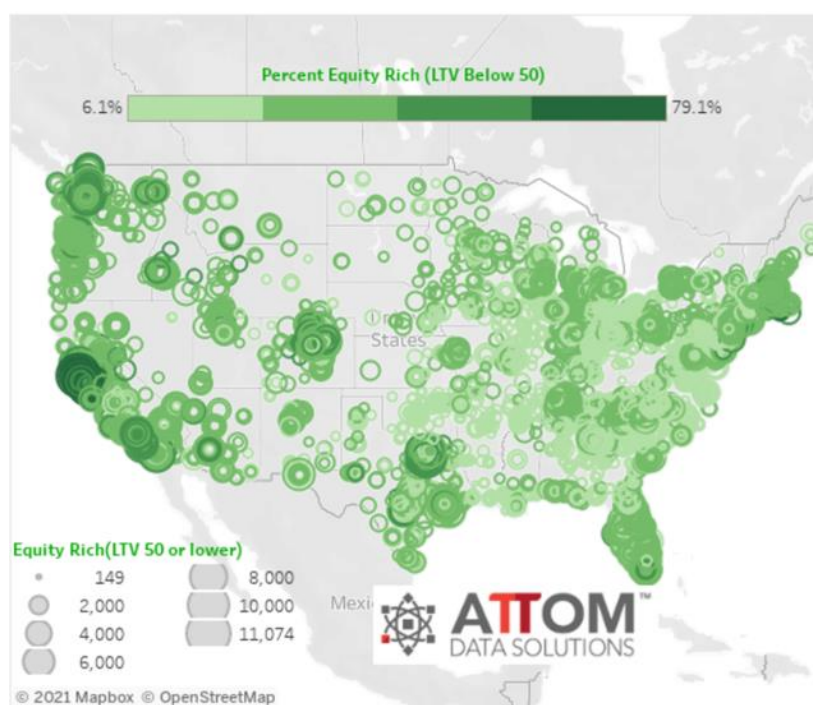 Percent Equity Rich (LTV Below 50)
6.1% 79.1%
States
Equity Rich(LTV 50 or lower)
149 8,000
2,000 10,000
4,000 11,074
6,000
Mexi
ATTOM™
DATA SOLUTIONS
© 2021 Mapbox © OpenStreetMap